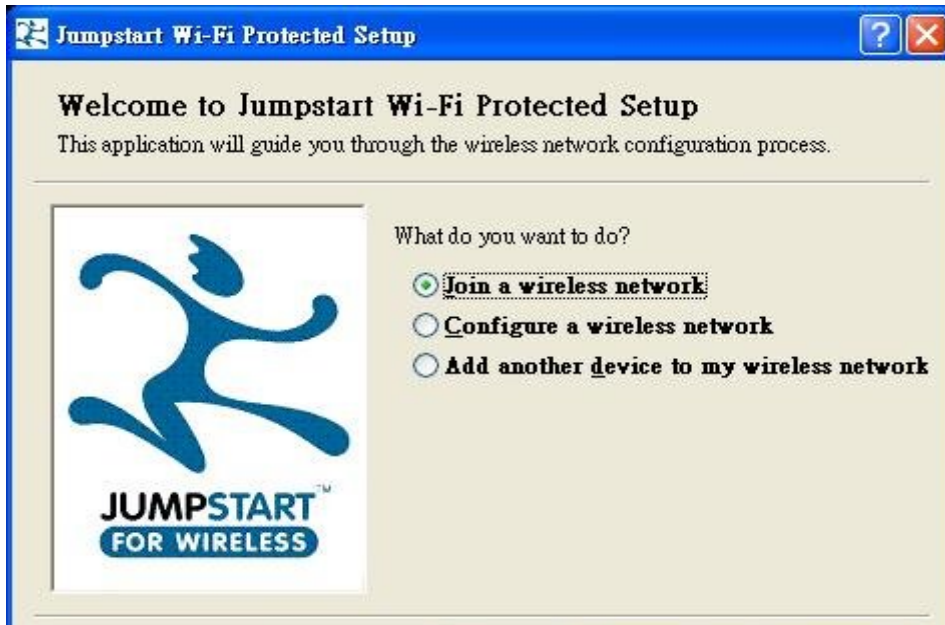 Jumpstart Wi-Fi Protected Setup
Welcome to Jumpstart Wi-Fi Protected Setup
This application will guide you through the wireless network configuration process.
What do you want to do?
Join a wireless network
Configure a wireless network
Add another device to my wireless network
JUMPSTART™
FOR WIRELESS